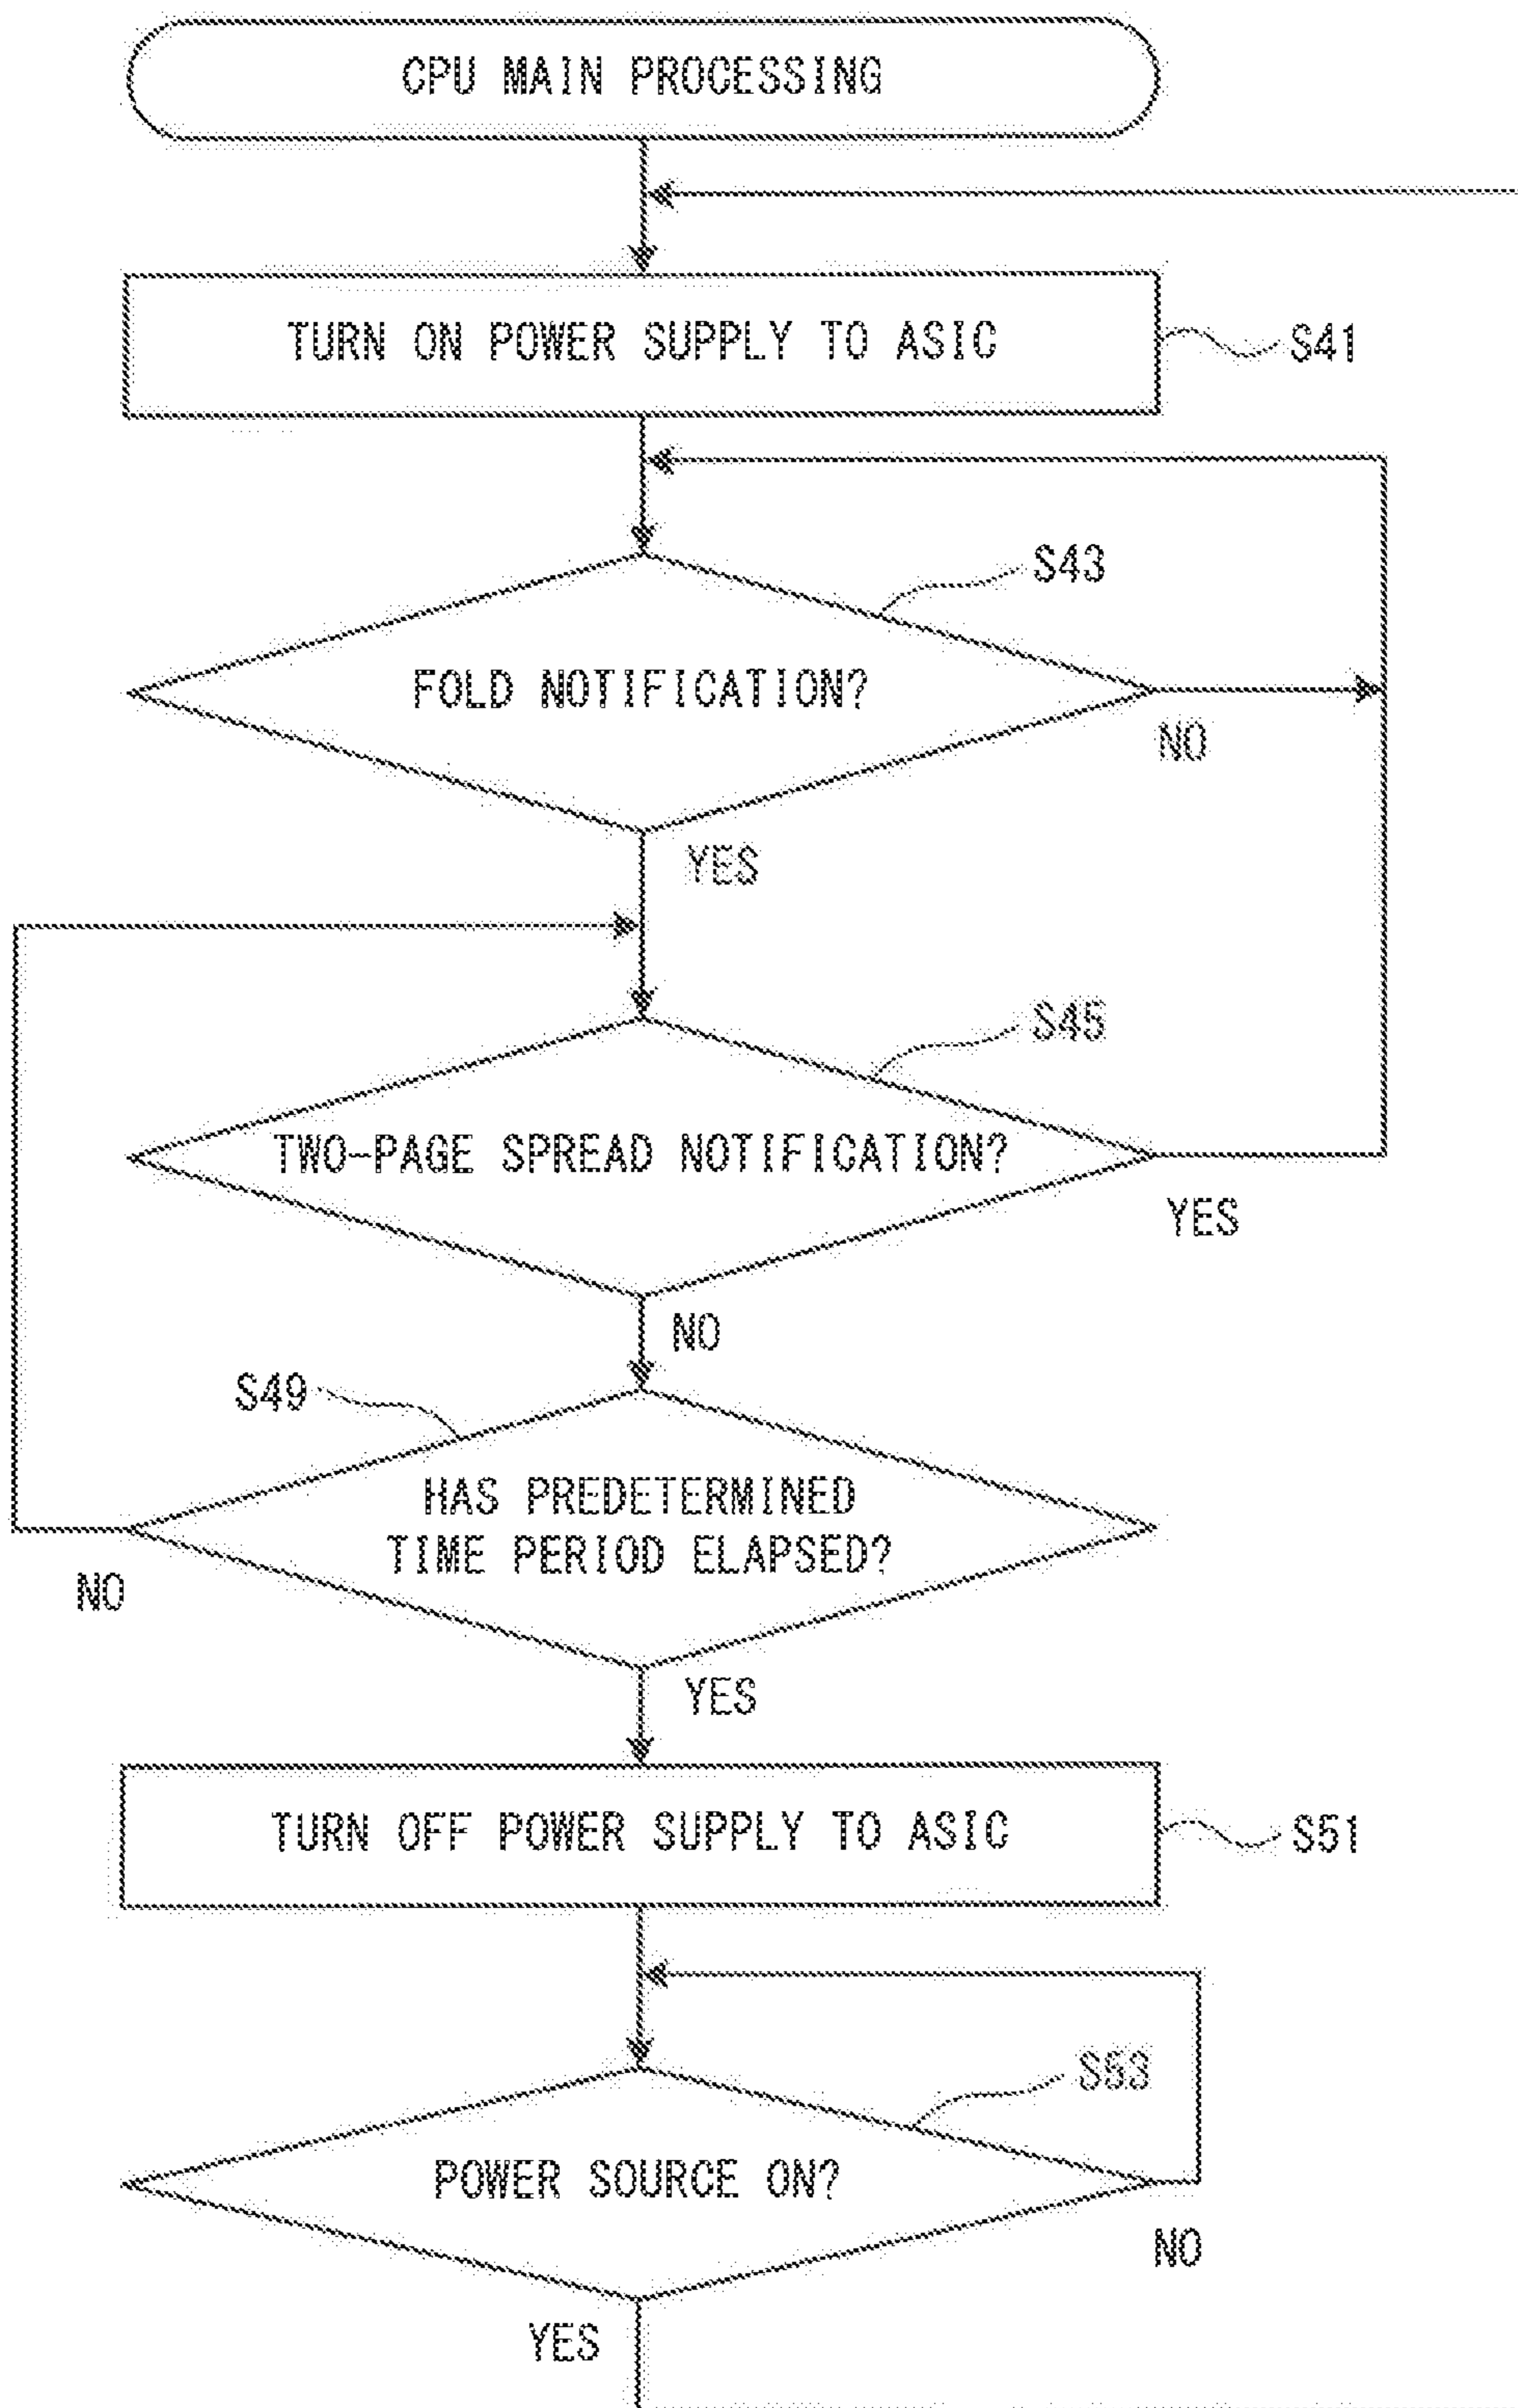 CPU MAIN PROCESSING
TURN ON POWER SUPPLY TO ASIC
S41
S43
FOLD NOTIFICATION?
NO
YES
S45
TWO-PAGE SPREAD NOTIFICATION?
YES
NO
S49
HAS PREDETERMINED
TIME PERIOD ELAPSED?
NO
YES
TURN OFF POWER SUPPLY TO ASIC
S51
S53
POWER SOURCE ON?
NO
YES